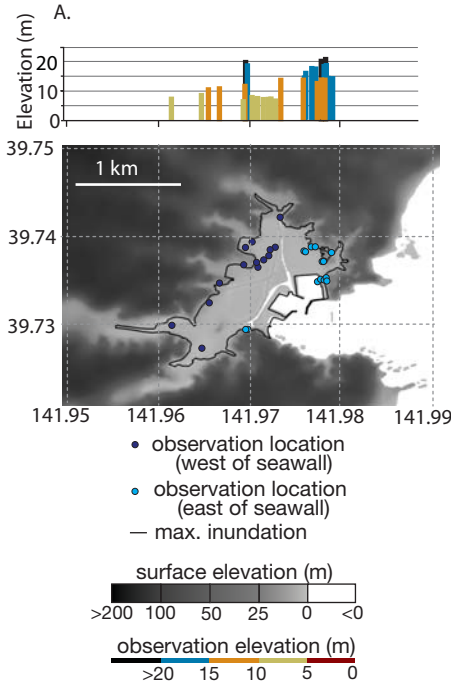 A.
Elevation (m)
20
10
0
39.75
1 km
39.74
39.73
141.95 141.96 141.97 141.98 141.99
observation location
(west of seawall)
observation location
(east of seawall)
max. inundation
surface elevation (m)
>200 100 50 25 0 <0
observation elevation (m)
>20 15 10 5 0